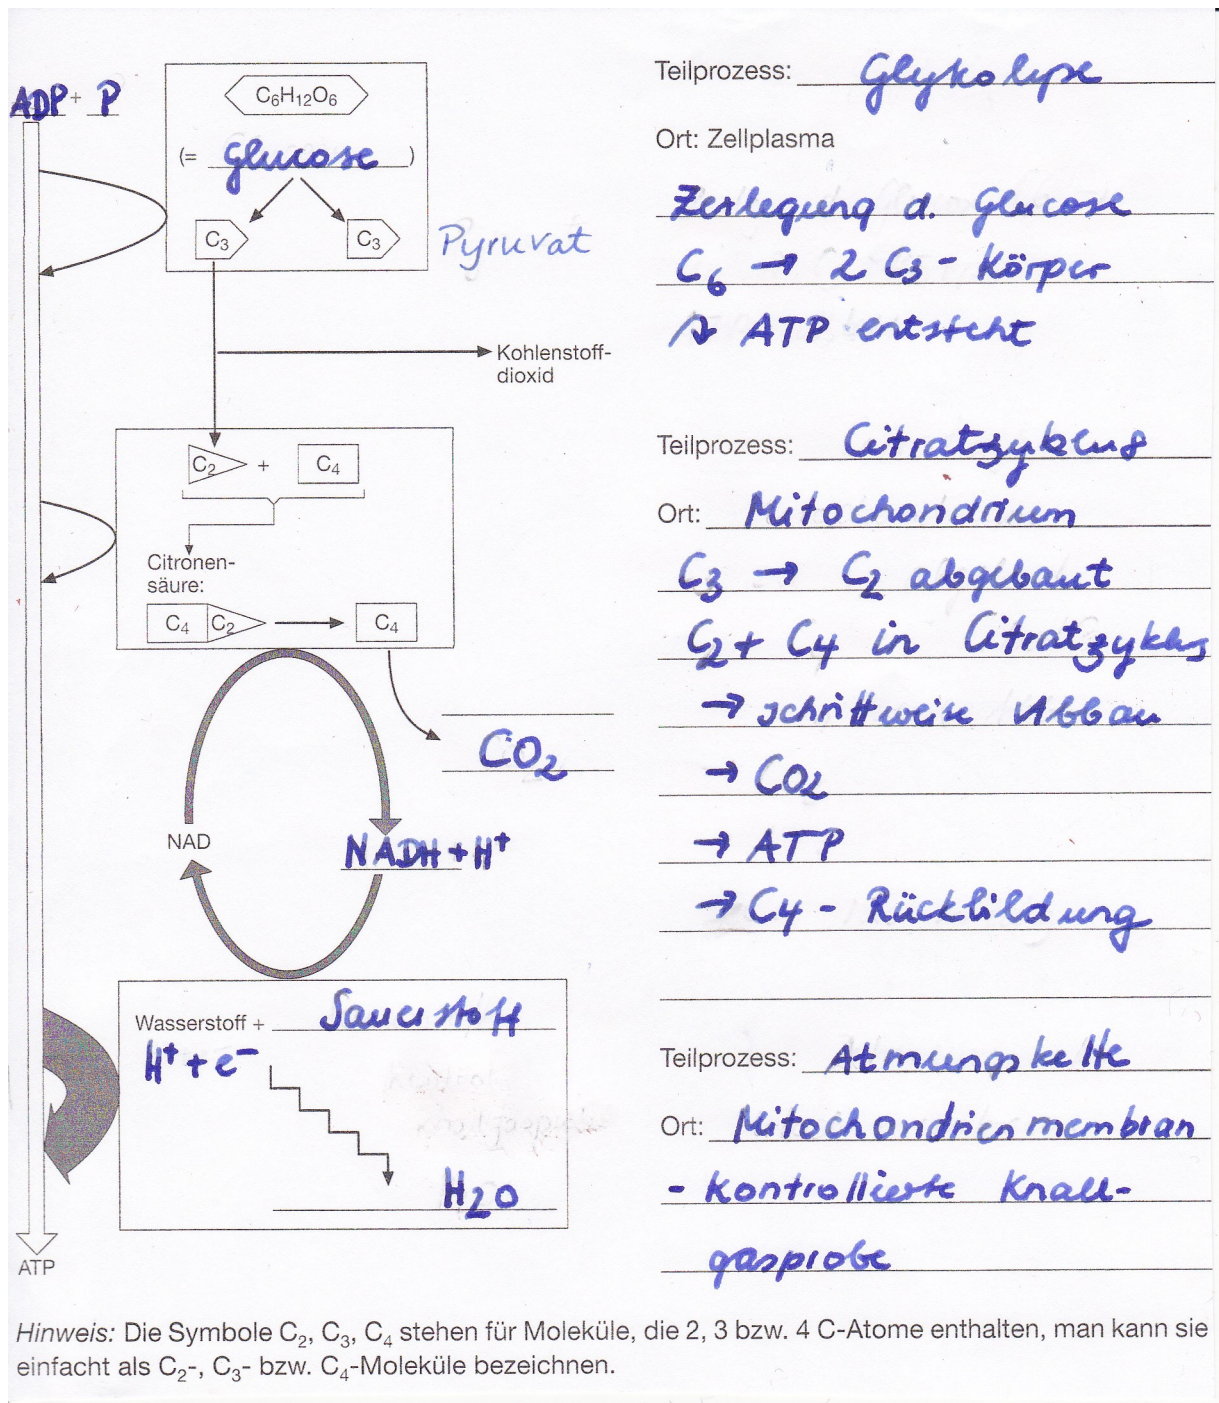 ADP + P
C6H12O6
(= Glucose )
C3 C3 Pyruvat
Kohlenstoff-
dioxid
C2 + C4
Citronen-
säure:
C4 C2 C4
CO2
NAD
NADH + H+
Wasserstoff + Sauerstoff
H+ + e−
H2O
ATP
Teilprozess: Glykolyse
Ort: Zellplasma
Zerlegung d. Glucose
C6 → 2 C3 - Körper
↳ ATP entsteht
Teilprozess: Citratzyklus
Ort: Mitochondrium
C3 → C2 abgebaut
C2 + C4 in Citratzyklus
→ schrittweise Abbau
→ CO2
→ ATP
→ C4 - Rückbildung
Teilprozess: Atmungskette
Ort: Mitochondrienmembran
- kontrollierte Knall-
gasprobe
Hinweis: Die Symbole C2, C3, C4 stehen für Moleküle, die 2, 3 bzw. 4 C-Atome enthalten, man kann sie
einfacht als C2-, C3- bzw. C4-Moleküle bezeichnen.